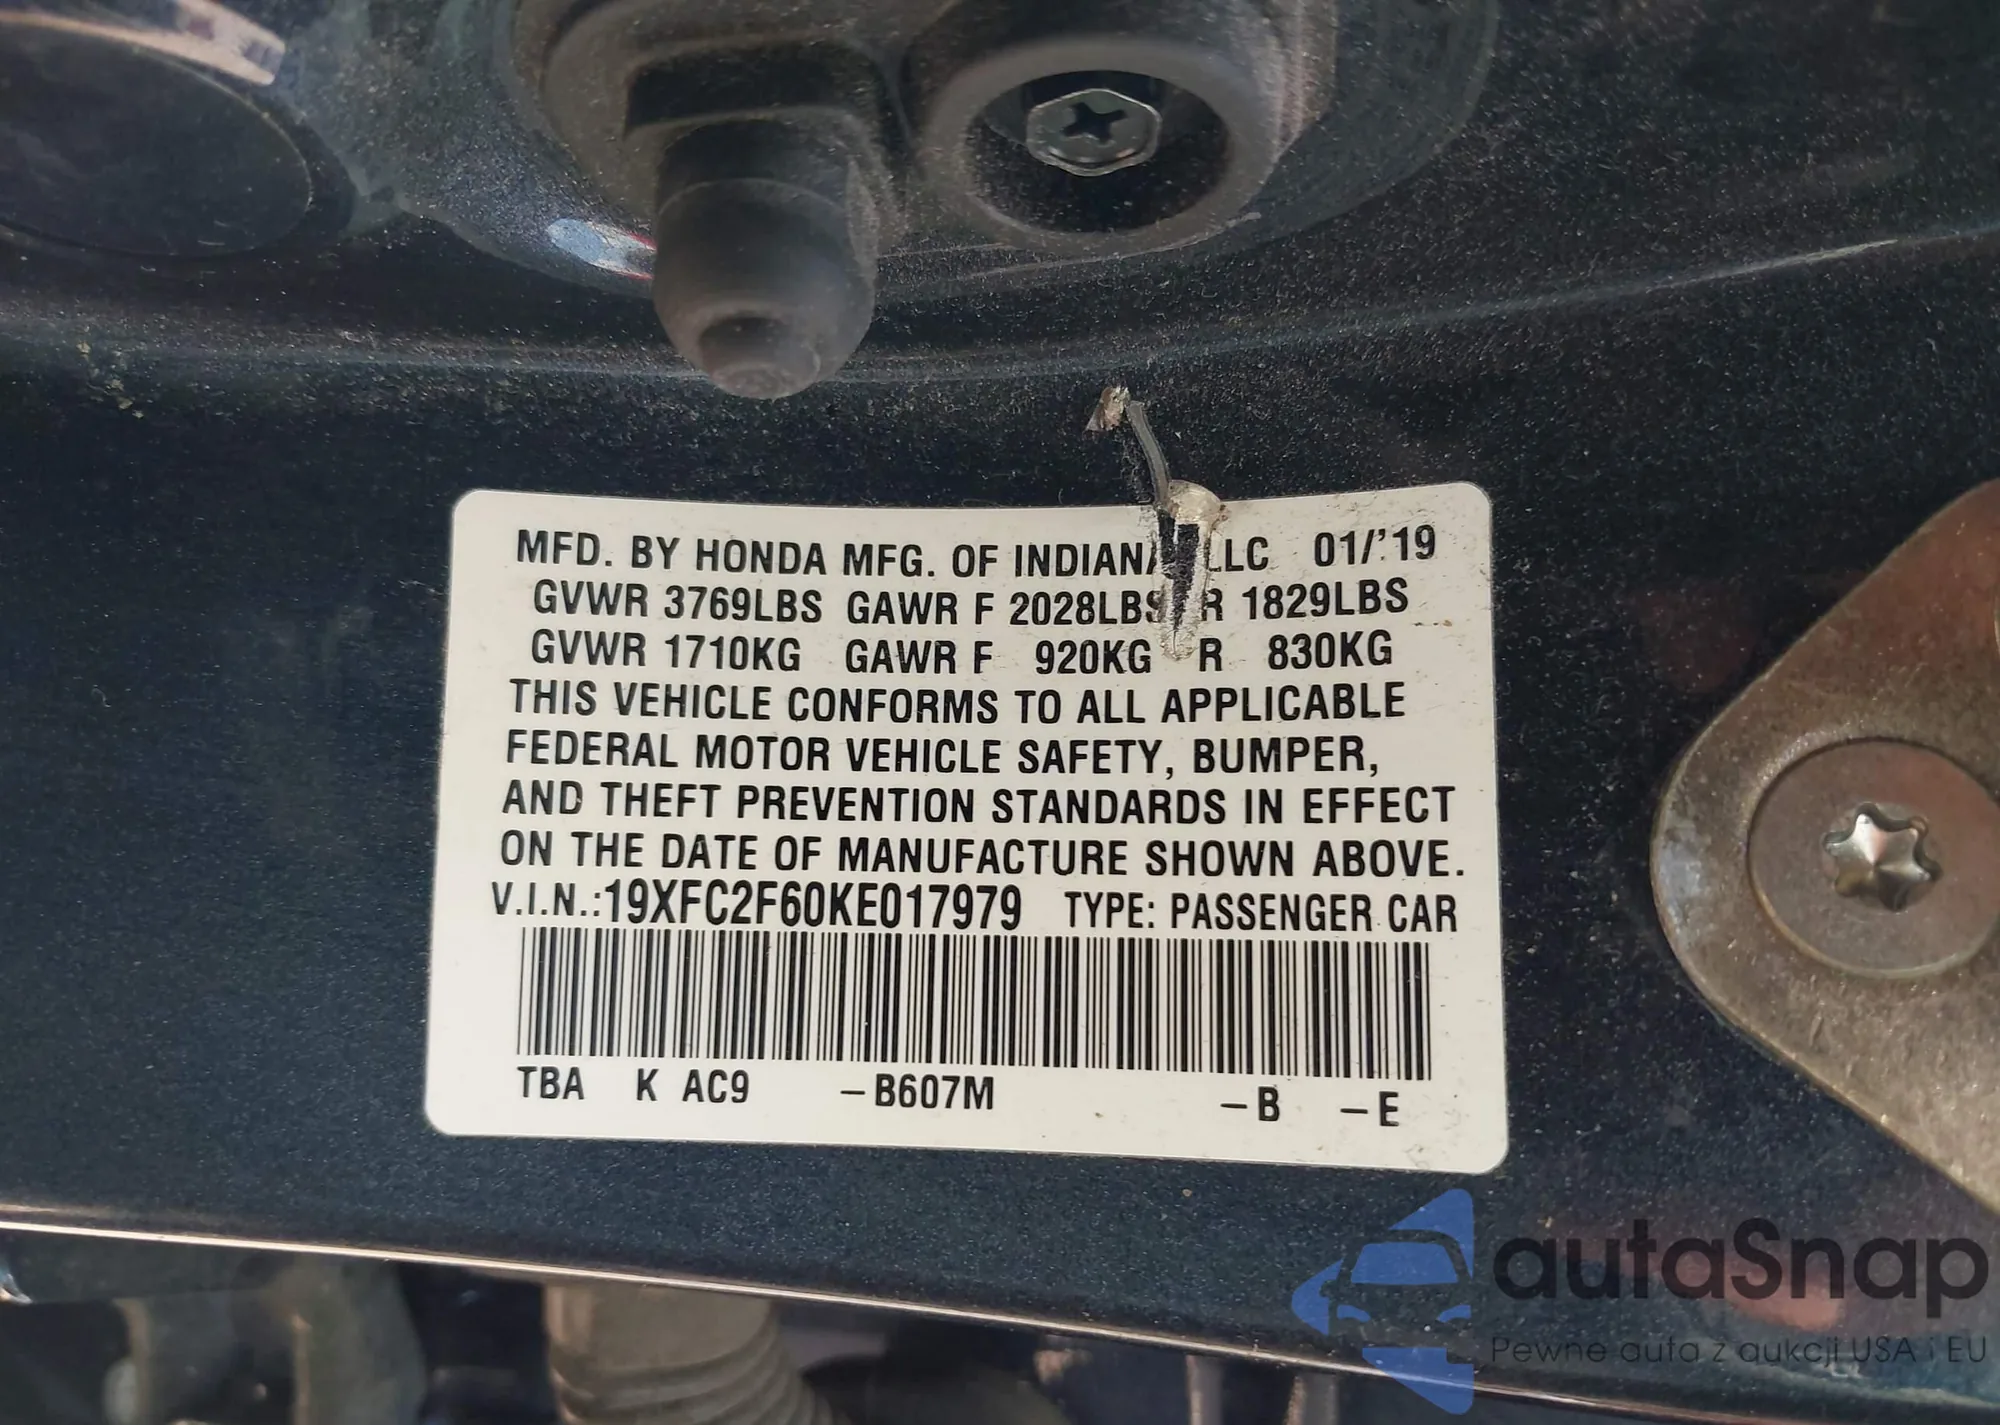 MFD. BY HONDA MFG. OF INDIANA LLC 01/'19
GVWR 3769LBS GAWR F 2028LBS R 1829LBS
GVWR 1710KG GAWR F 920KG R 830KG
THIS VEHICLE CONFORMS TO ALL APPLICABLE
FEDERAL MOTOR VEHICLE SAFETY, BUMPER,
AND THEFT PREVENTION STANDARDS IN EFFECT
ON THE DATE OF MANUFACTURE SHOWN ABOVE.
V.I.N.:19XFC2F60KE017979 TYPE: PASSENGER CAR
TBA K AC9 –B607M –B –E
autaSnap
Pewne auta z aukcji USA i EU